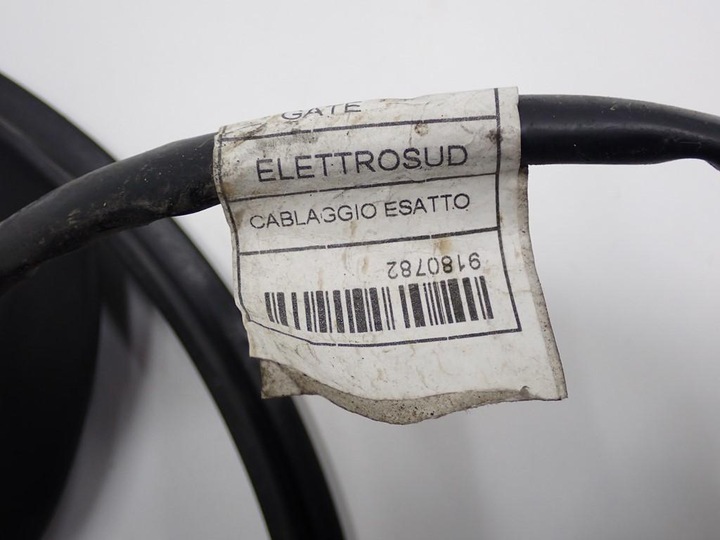 GATE
ELETTROSUD
CABLAGGIO ESATTO
9180782